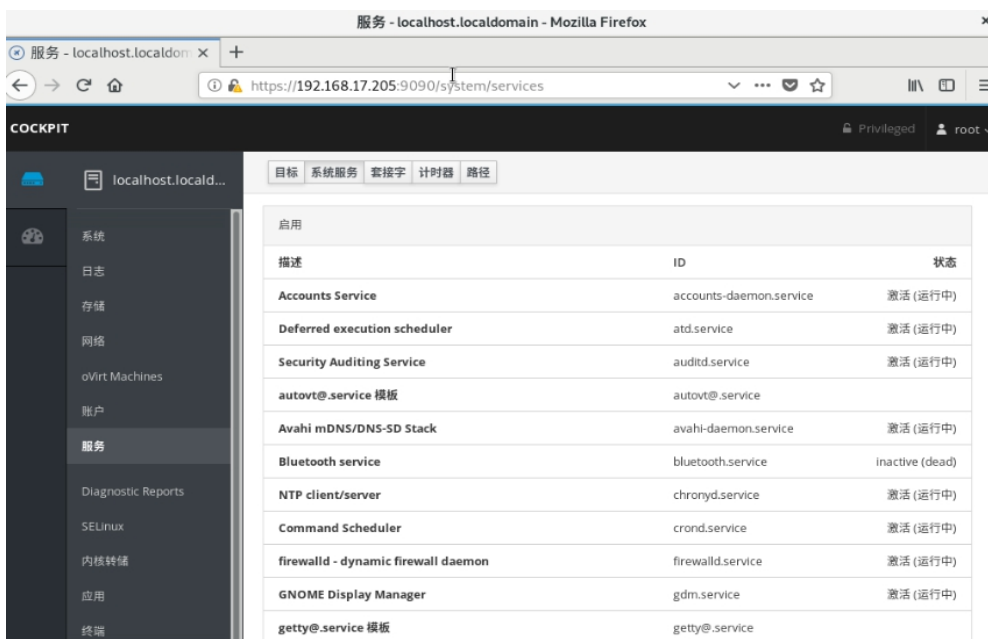 服务 - localhost.localdomain - Mozilla Firefox
服务 - localhost.localdom
https://192.168.17.205:9090/system/services
COCKPIT
Privileged
root
localhost.locald...
目标 系统服务 套接字 计时器 路径
系统
日志
存储
网络
oVirt Machines
账户
服务
Diagnostic Reports
SELinux
内核转储
应用
终端
启用
描述 ID 状态
Accounts Service accounts-daemon.service 激活 (运行中)
Deferred execution scheduler atd.service 激活 (运行中)
Security Auditing Service auditd.service 激活 (运行中)
autovt@.service 模板 autovt@.service
Avahi mDNS/DNS-SD Stack avahi-daemon.service 激活 (运行中)
Bluetooth service bluetooth.service inactive (dead)
NTP client/server chronyd.service 激活 (运行中)
Command Scheduler crond.service 激活 (运行中)
firewalld - dynamic firewall daemon firewalld.service 激活 (运行中)
GNOME Display Manager gdm.service 激活 (运行中)
getty@.service 模板 getty@.service